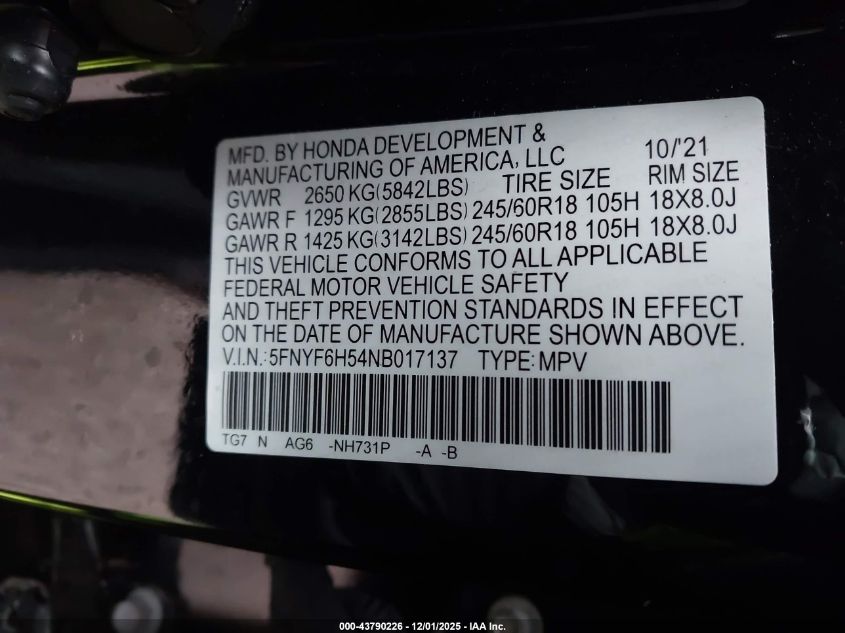 MFD. BY HONDA DEVELOPMENT &
MANUFACTURING OF AMERICA, LLC 10/'21
GVWR 2650 KG(5842LBS) TIRE SIZE RIM SIZE
GAWR F 1295 KG(2855LBS) 245/60R18 105H 18X8.0J
GAWR R 1425 KG(3142LBS) 245/60R18 105H 18X8.0J
THIS VEHICLE CONFORMS TO ALL APPLICABLE
FEDERAL MOTOR VEHICLE SAFETY
AND THEFT PREVENTION STANDARDS IN EFFECT
ON THE DATE OF MANUFACTURE SHOWN ABOVE.
V.I.N.: 5FNYF6H54NB017137 TYPE: MPV
TG7 N AG6 -NH731P -A -B
000-43790226 - 12/01/2025 - IAA Inc.